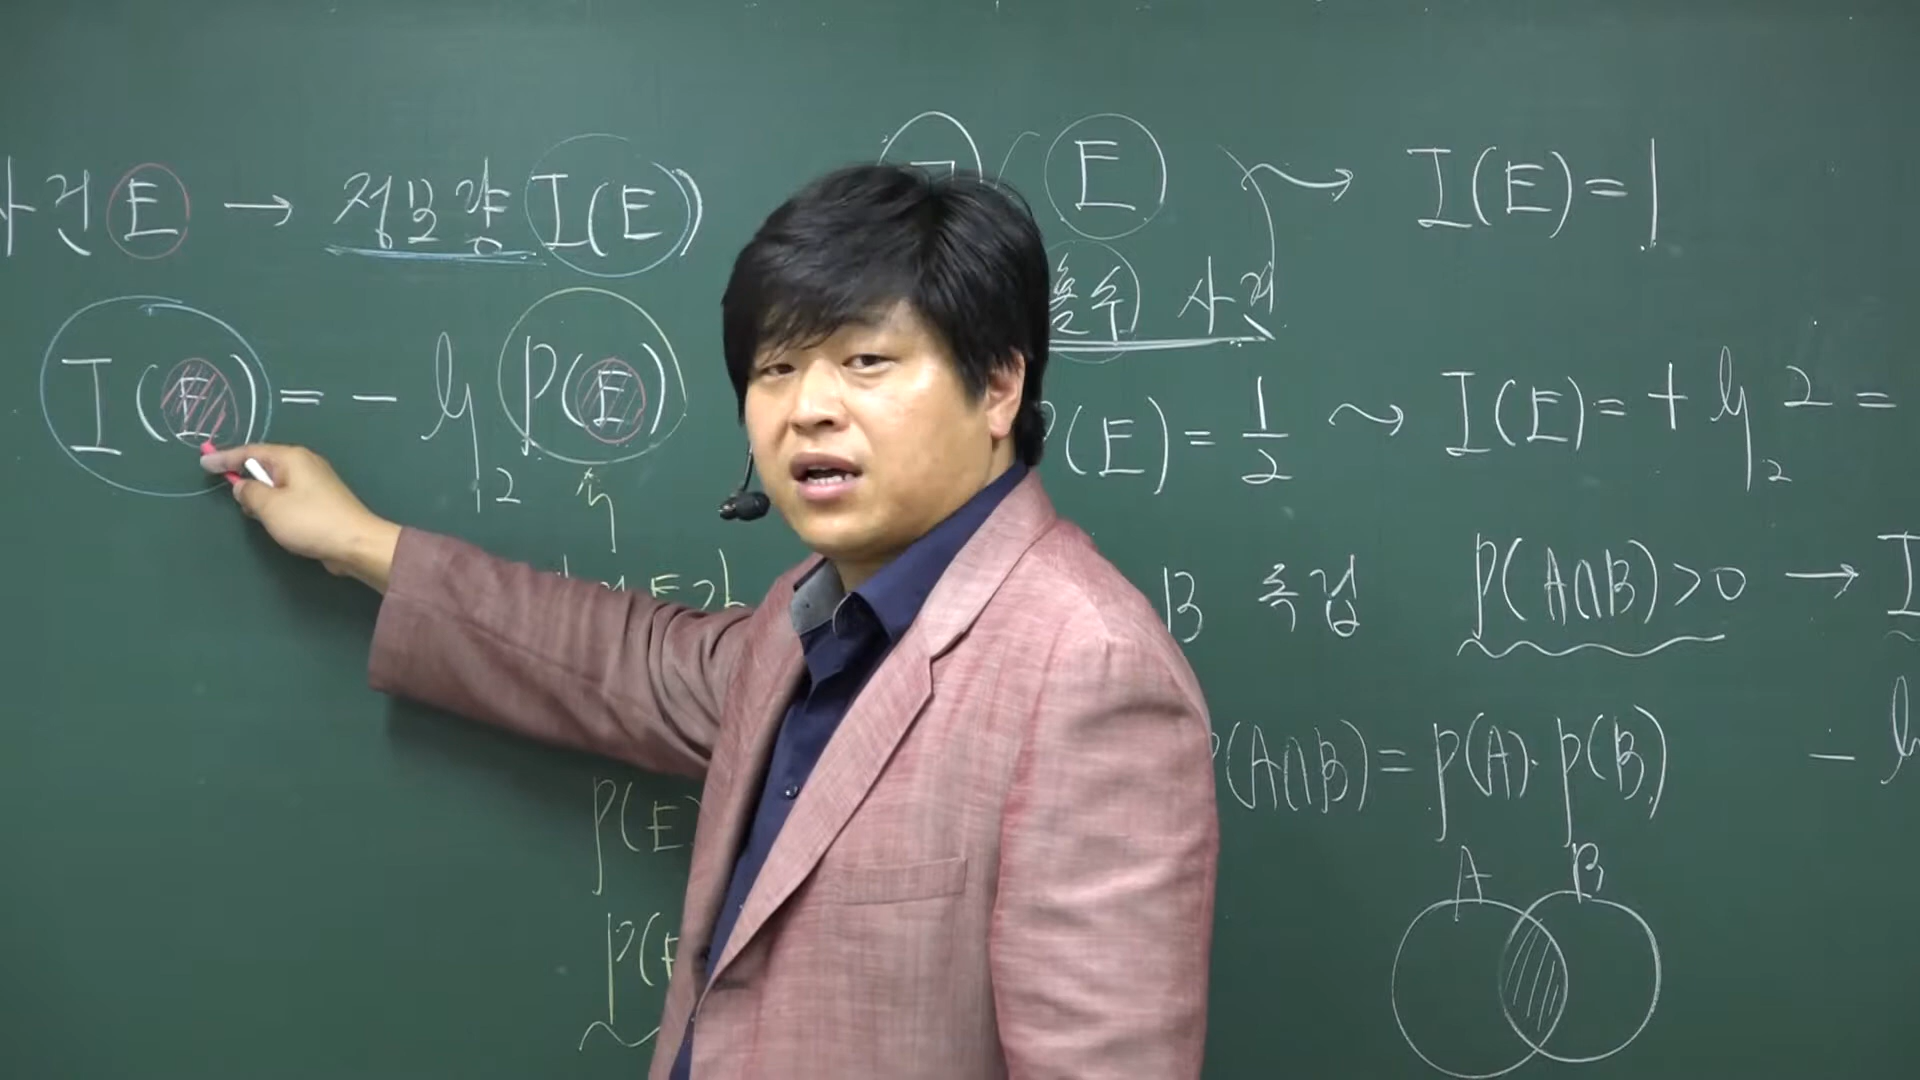 사건 E → 정보량 I(E)
I(E) = - log₂ P(E)
P(E
P(E
ㄱ E → I(E) = 1
홀수 사건
P(E) = 1/2 → I(E) = + log₂ 2 =
B 독립 P(A∩B) > 0 → I
P(A∩B) = P(A) · P(B) -
A B